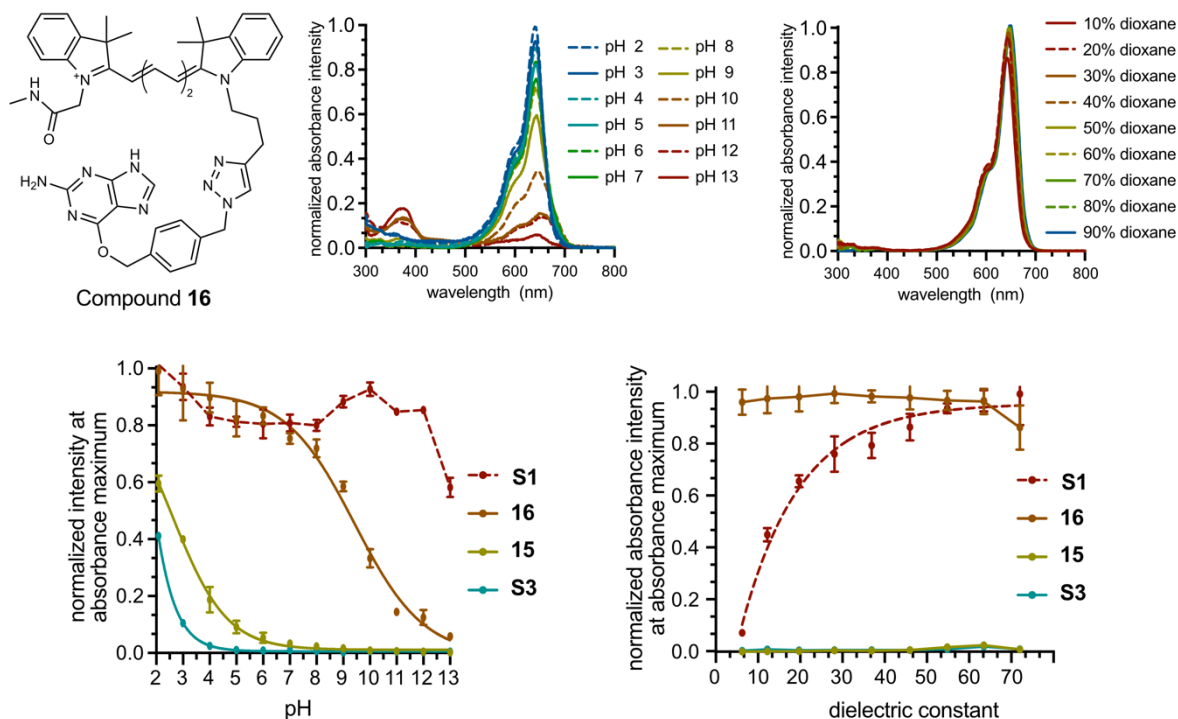 N
+
2
N
HN
O
N
N
N
H
N
N
N
H2N
N
N
N
O
Compound 16
normalized absorbance intensity
1.0
0.8
0.6
0.4
0.2
0.0
300 400 500 600 700 800
wavelength (nm)
pH 2
pH 3
pH 4
pH 5
pH 6
pH 7
pH 8
pH 9
pH 10
pH 11
pH 12
pH 13
normalized absorbance intensity
1.0
0.8
0.6
0.4
0.2
0.0
300 400 500 600 700 800
wavelength (nm)
10% dioxane
20% dioxane
30% dioxane
40% dioxane
50% dioxane
60% dioxane
70% dioxane
80% dioxane
90% dioxane
normalized intensity at
absorbance maximum
1.0
0.8
0.6
0.4
0.2
0.0
2 3 4 5 6 7 8 9 10 11 12 13
pH
S1
16
15
S3
normalized absorbance intensity
at absorbance maximum
1.0
0.8
0.6
0.4
0.2
0.0
0 10 20 30 40 50 60 70
dielectric constant
S1
16
15
S3